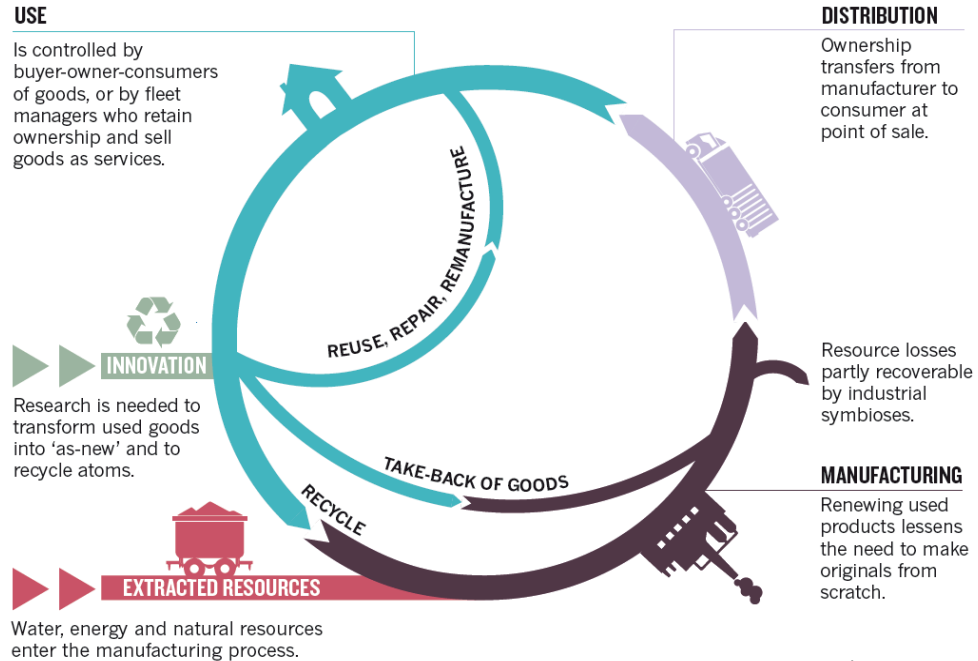 USE
Is controlled by
buyer-owner-consumers
of goods, or by fleet
managers who retain
ownership and sell
goods as services.
DISTRIBUTION
Ownership
transfers from
manufacturer to
consumer at
point of sale.
REUSE, REPAIR, REMANUFACTURE
INNOVATION
Research is needed to
transform used goods
into ‘as-new’ and to
recycle atoms.
Resource losses
partly recoverable
by industrial
symbioses.
TAKE-BACK OF GOODS
RECYCLE
MANUFACTURING
Renewing used
products lessens
the need to make
originals from
scratch.
EXTRACTED RESOURCES
Water, energy and natural resources
enter the manufacturing process.